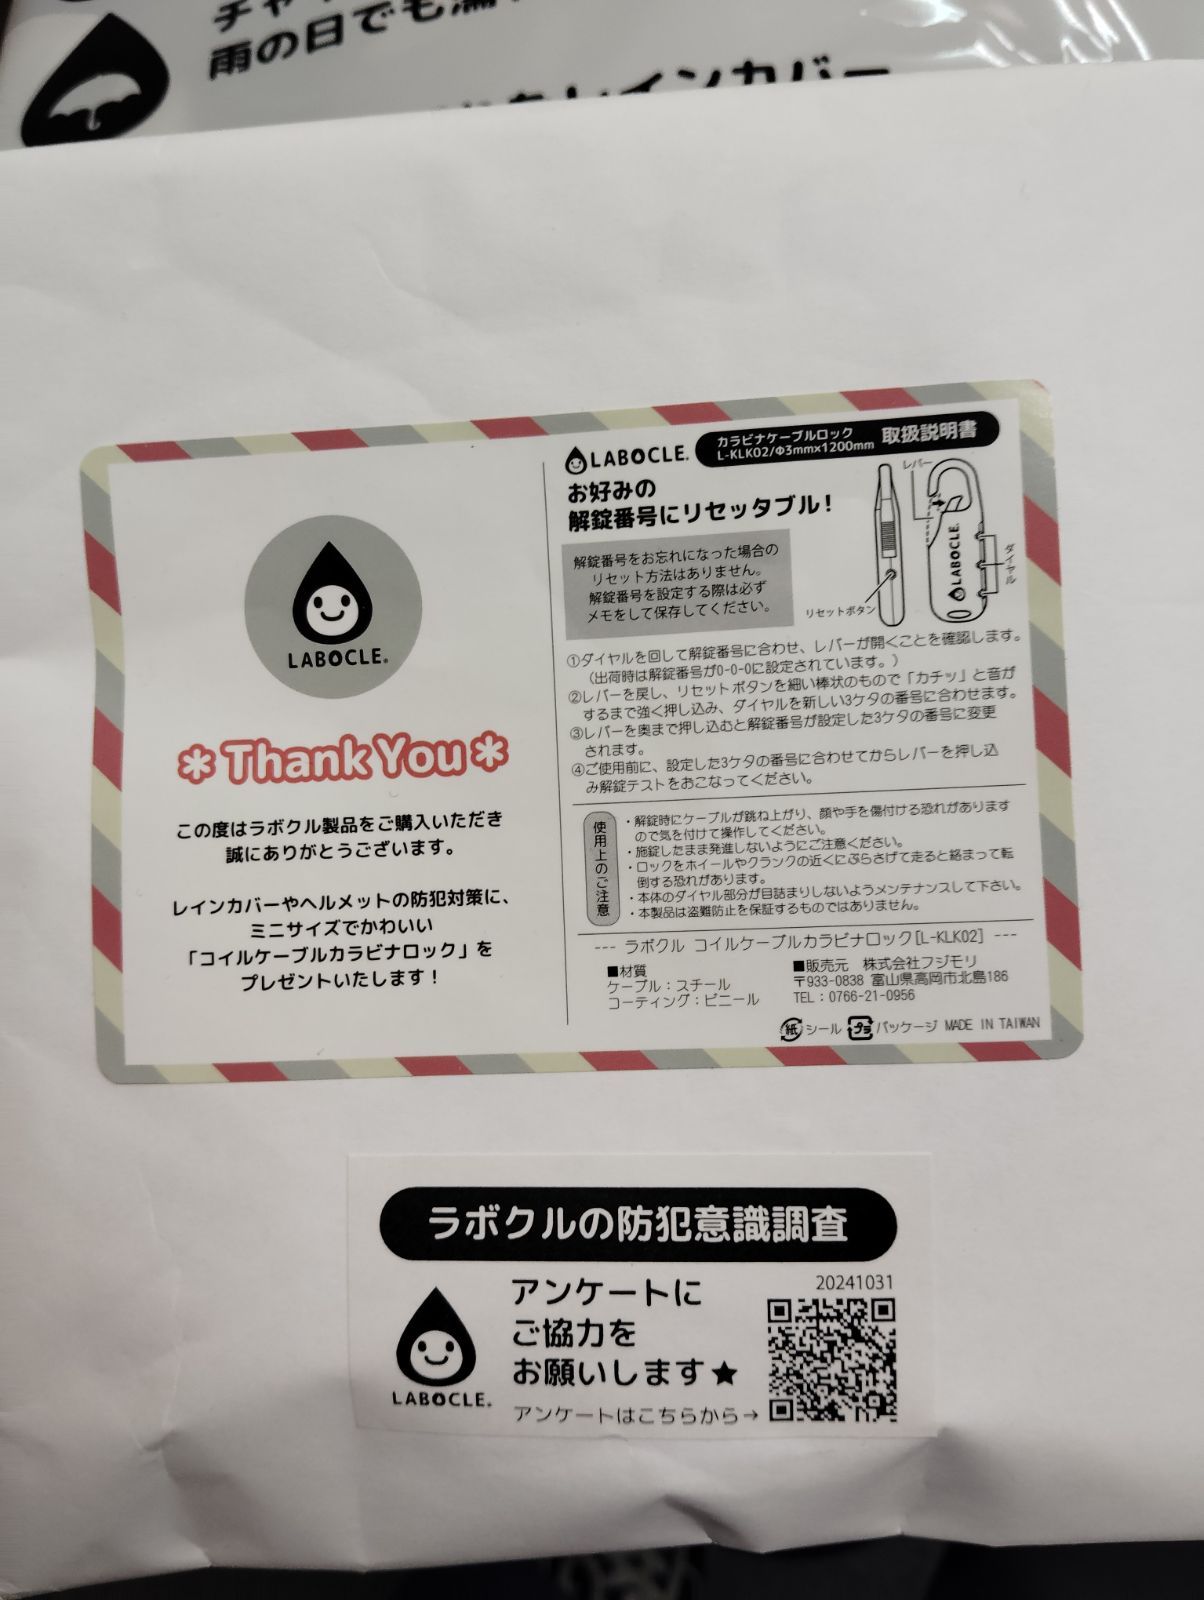 雨の日でも濡
レインカバー
LABOCLE.
*Thank You*
この度はラボクル製品をご購入いただき
誠にありがとうございます。
レインカバーやヘルメットの防犯対策に、
ミニサイズでかわいい
「コイルケーブルカラビナロック」を
プレゼントいたします！
LABOCLE.
カラビナケーブルロック
L-KLK02/Φ3mmx1200mm
取扱説明書
お好みの
解錠番号にリセッタブル！
解錠番号をお忘れになった場合の
リセット方法はありません。
解錠番号を設定する際は必ず
メモをして保存してください。
レバー
LABOCLE.
ダイヤル
リセットボタン
①ダイヤルを回して解錠番号に合わせ、レバーが開くことを確認します。
（出荷時は解錠番号が0-0-0に設定されています。）
②レバーを戻し、リセットボタンを細い棒状のもので「カチッ」と音が
するまで強く押し込み、ダイヤルを新しい3ケタの番号に合わせます。
③レバーを奥まで押し込むと解錠番号が設定した3ケタの番号に変更
されます。
④ご使用前に、設定した3ケタの番号に合わせてからレバーを押し込
み解錠テストをおこなってください。
使用上のご注意
・解錠時にケーブルが跳ね上がり、顔や手を傷付ける恐れがあります
ので気を付けて操作してください。
・施錠したまま発進しないようにご注意ください。
・ロックをホイールやクランクの近くにぶらさげて走ると絡まって転
倒する恐れがあります。
・本体のダイヤル部分が目詰まりしないようメンテナンスして下さい。
・本製品は盗難防止を保証するものではありません。
--- ラボクル コイルケーブルカラビナロック[L-KLK02] ---
■材質
ケーブル：スチール
コーティング：ビニール
■販売元 株式会社フジモリ
〒933-0838 富山県高岡市北島186
TEL：0766-21-0956
紙 シール プラ パッケージ MADE IN TAIWAN
ラボクルの防犯意識調査
LABOCLE.
アンケートに
ご協力を
お願いします★
アンケートはこちらから→
20241031